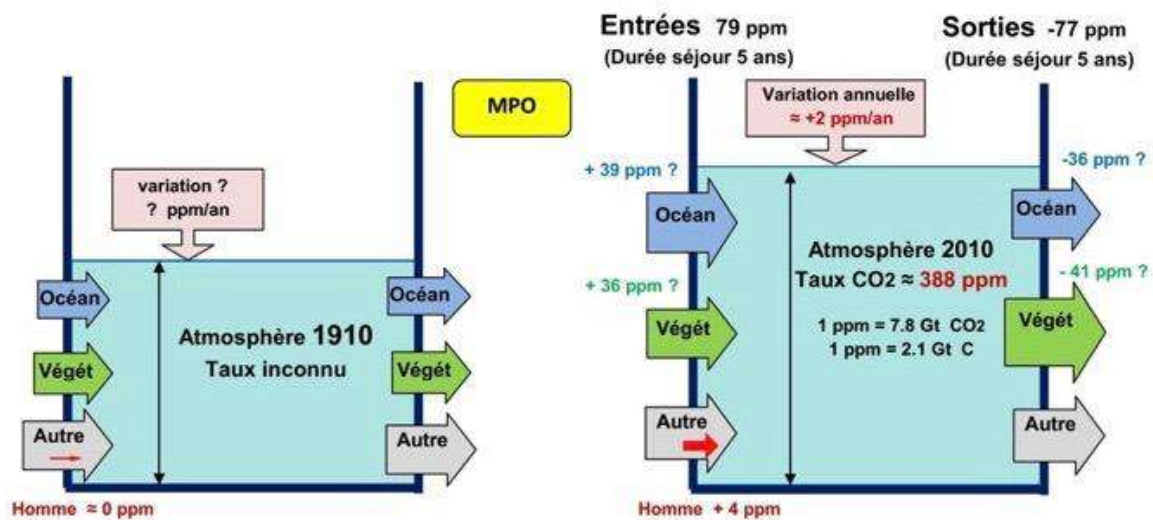 Entrées 79 ppm
(Durée séjour 5 ans)
Sorties -77 ppm
(Durée séjour 5 ans)
MPO
Variation annuelle
≈ +2 ppm/an
variation ?
? ppm/an
Océan
Végét
Autre
Atmosphère 1910
Taux inconnu
Océan
Végét
Autre
Homme ≈ 0 ppm
+ 39 ppm ?
Océan
+ 36 ppm ?
Végét
Autre
Atmosphère 2010
Taux CO2 ≈ 388 ppm
1 ppm = 7.8 Gt CO2
1 ppm = 2.1 Gt C
-36 ppm ?
Océan
- 41 ppm ?
Végét
Autre
Homme + 4 ppm